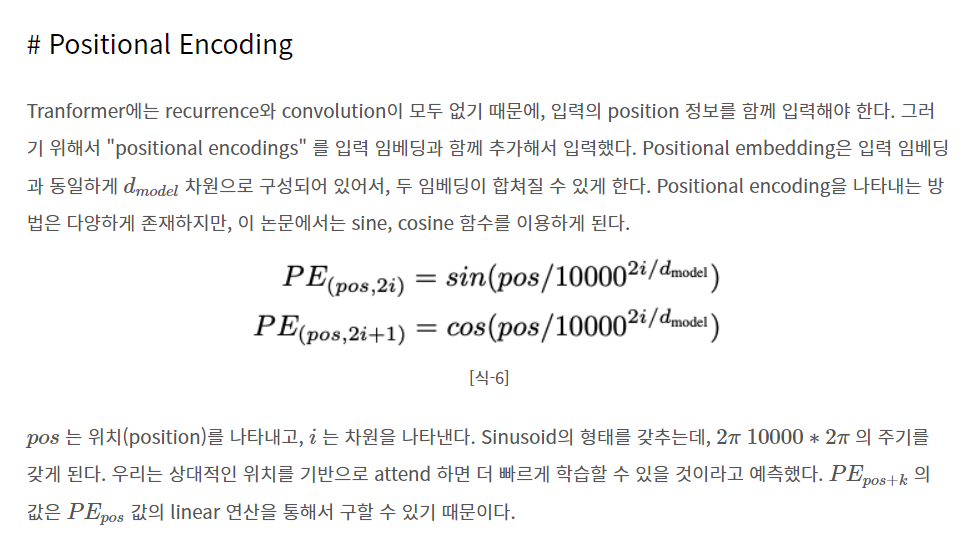 # Positional Encoding
Tranformer에는 recurrence와 convolution이 모두 없기 때문에, 입력의 position 정보를 함께 입력해야 한다. 그러
기 위해서 "positional encodings" 를 입력 임베딩과 함께 추가해서 입력했다. Positional embedding은 입력 임베딩
과 동일하게 d_{model} 차원으로 구성되어 있어서, 두 임베딩이 합쳐질 수 있게 한다. Positional encoding을 나타내는 방
법은 다양하게 존재하지만, 이 논문에서는 sine, cosine 함수를 이용하게 된다.
PE_{(pos,2i)} = sin(pos/10000^{2i/d_{model}})
PE_{(pos,2i+1)} = cos(pos/10000^{2i/d_{model}})
[식-6]
pos 는 위치(position)를 나타내고, i 는 차원을 나타낸다. Sinusoid의 형태를 갖추는데, 2π 10000 * 2π 의 주기를
갖게 된다. 우리는 상대적인 위치를 기반으로 attend 하면 더 빠르게 학습할 수 있을 것이라고 예측했다. PE_{pos+k} 의
값은 PE_{pos} 값의 linear 연산을 통해서 구할 수 있기 때문이다.